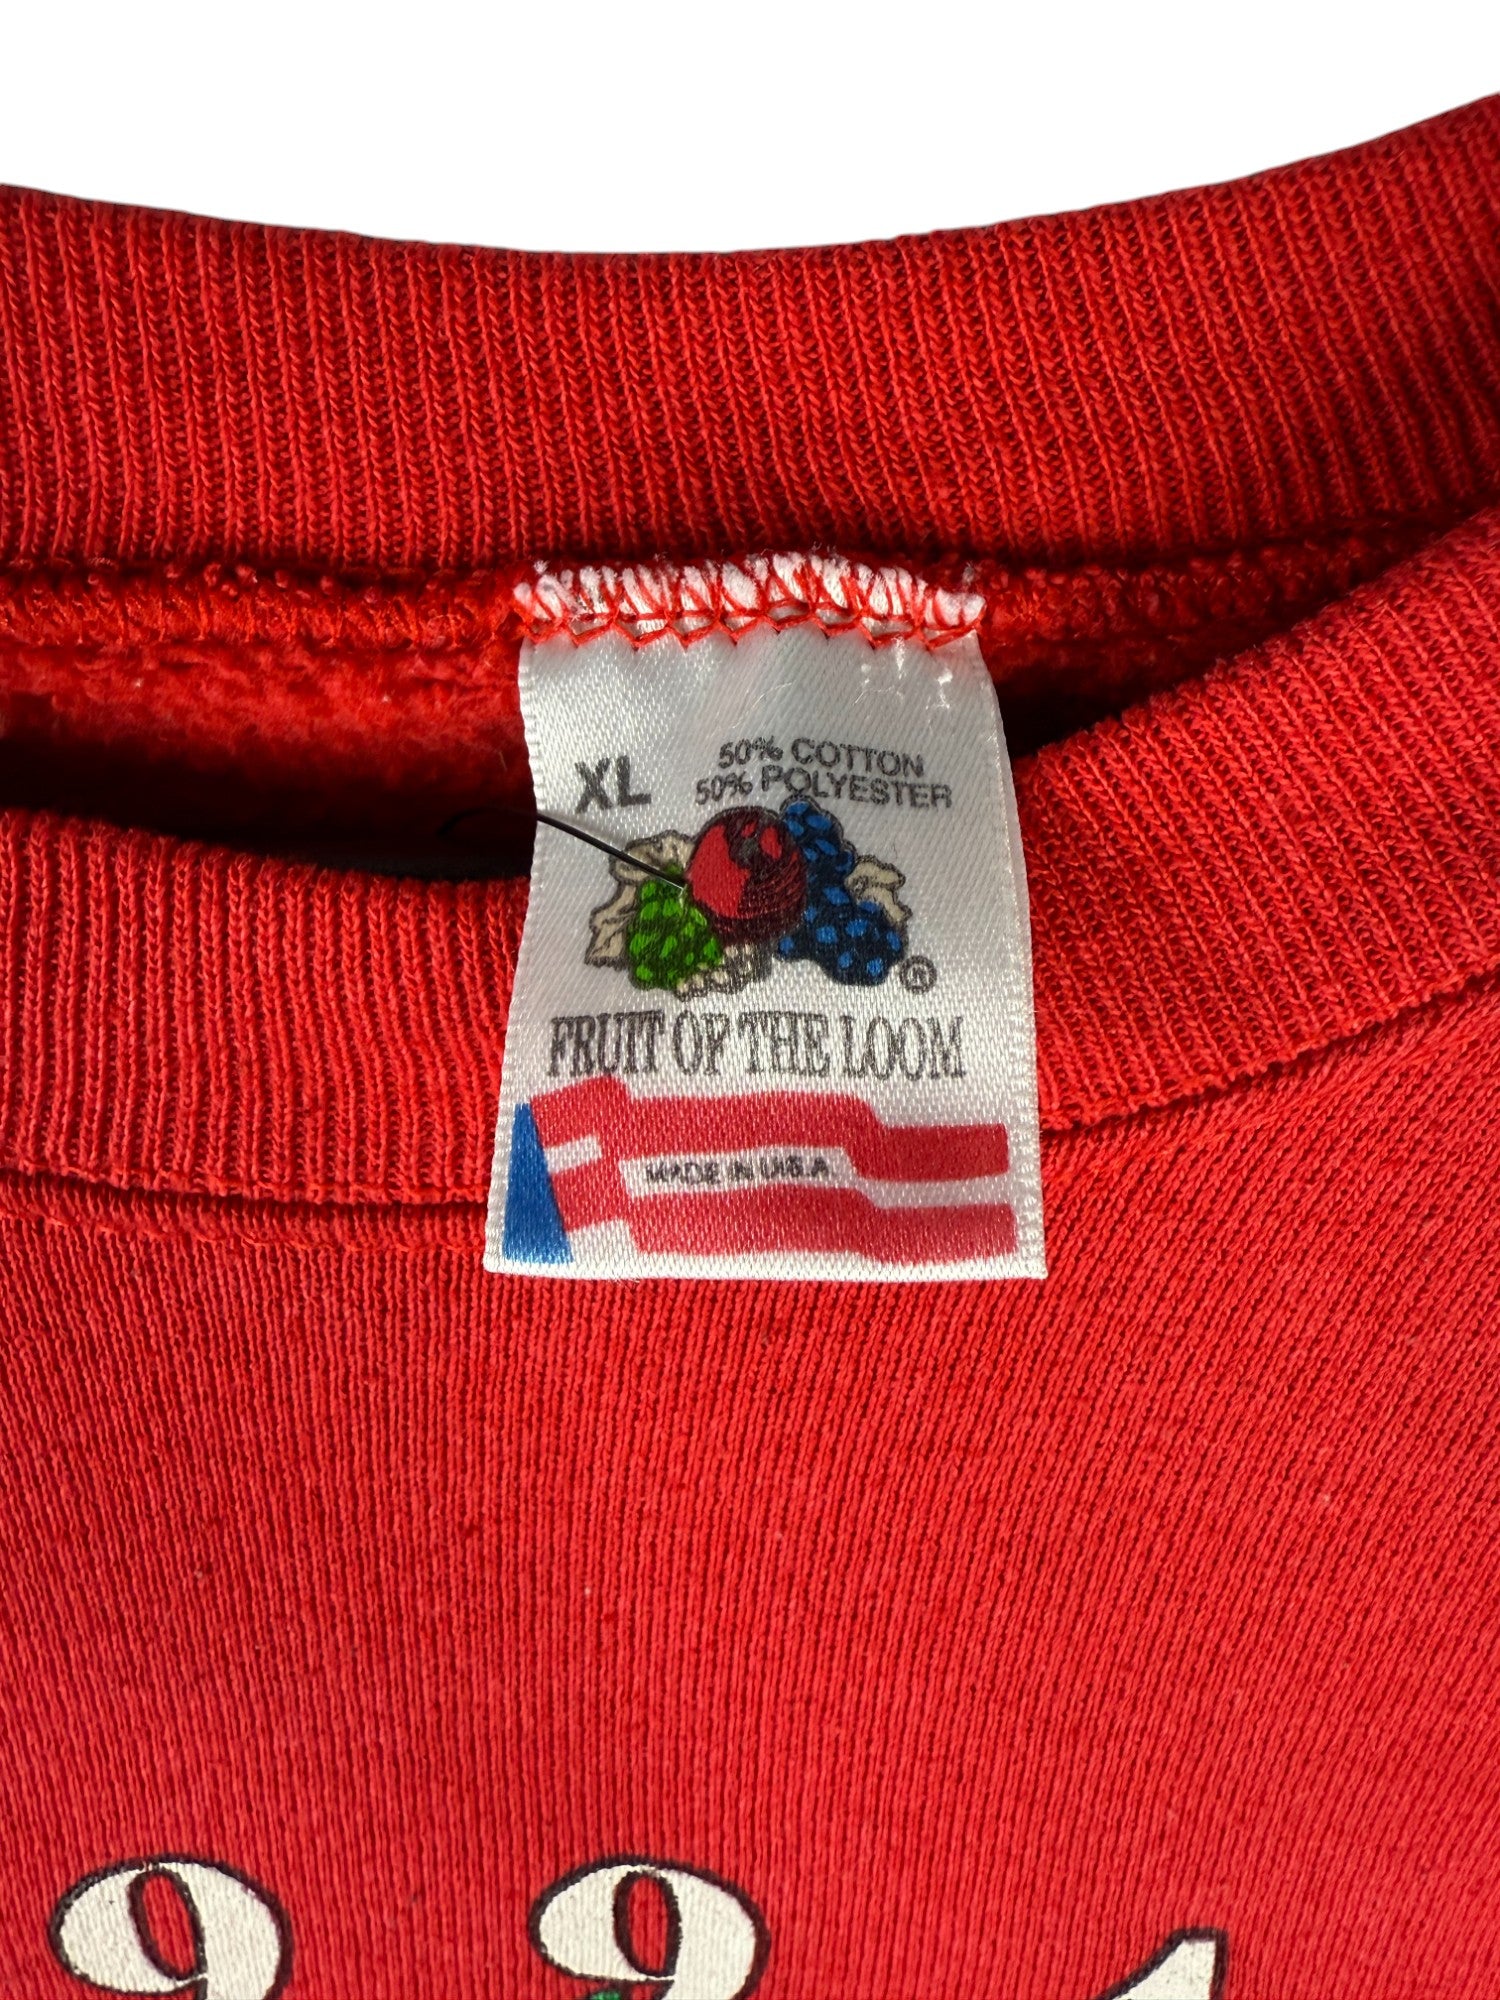 XL
50% COTTON
50% POLYESTER
®
FRUIT OF THE LOOM
MADE IN U.S.A.